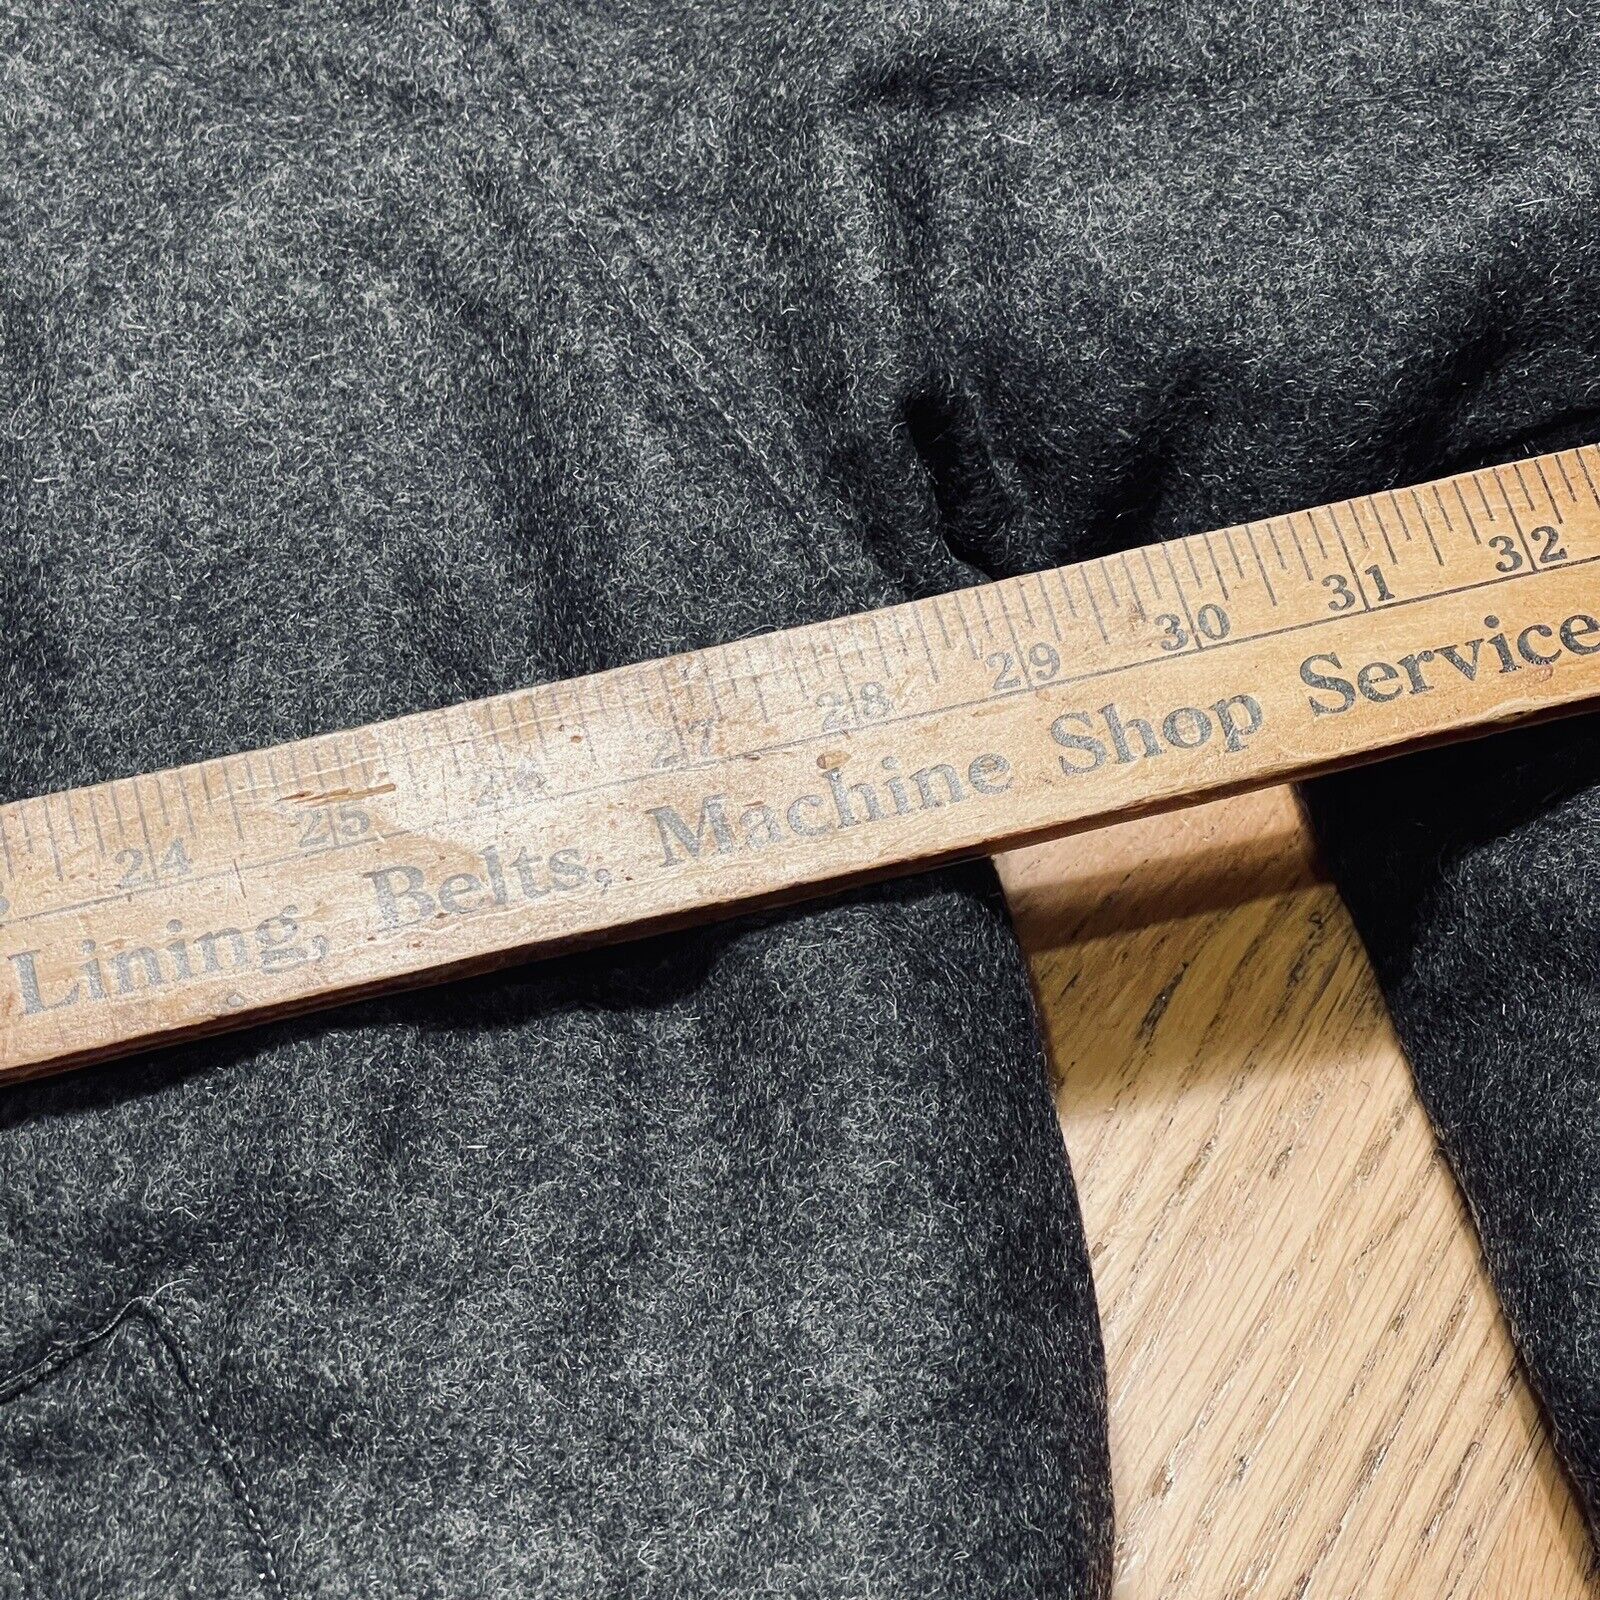 24 25 26 27 28 29 30 31 32
Lining, Belts, Machine Shop Service